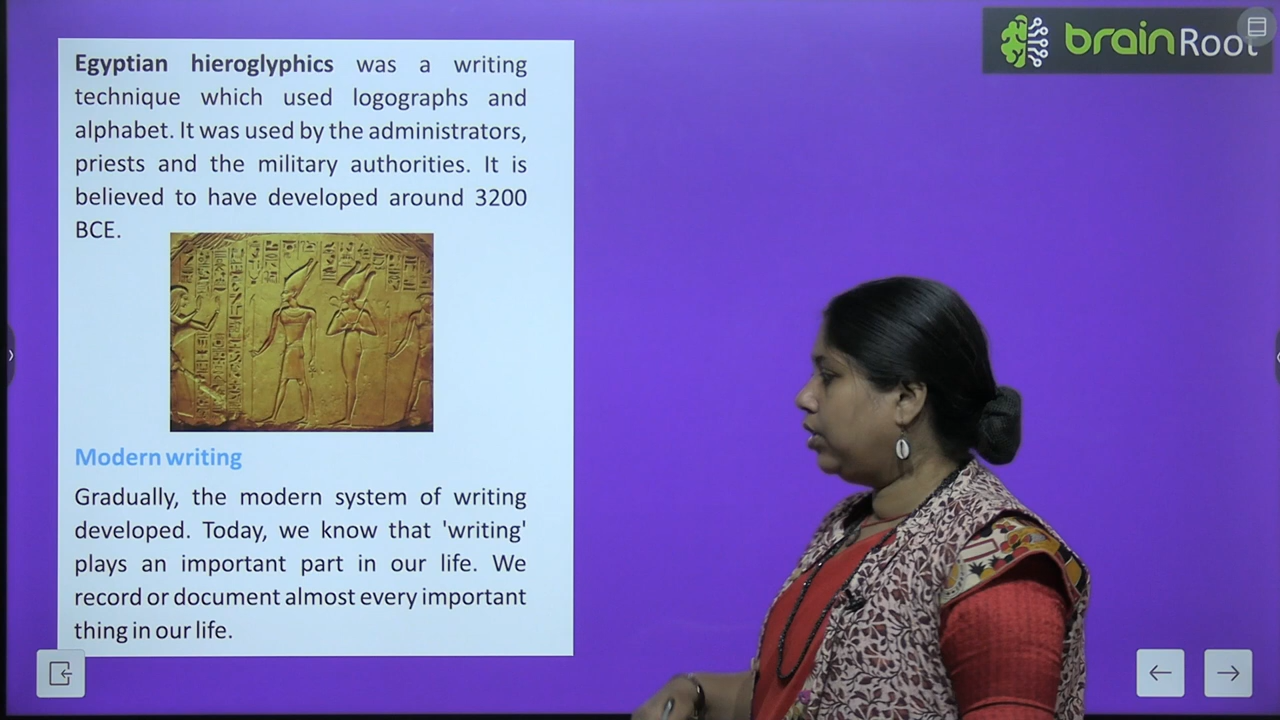 brainRoot
Egyptian hieroglyphics was a writing
technique which used logographs and
alphabet. It was used by the administrators,
priests and the military authorities. It is
believed to have developed around 3200
BCE.
Modern writing
Gradually, the modern system of writing
developed. Today, we know that 'writing'
plays an important part in our life. We
record or document almost every important
thing in our life.